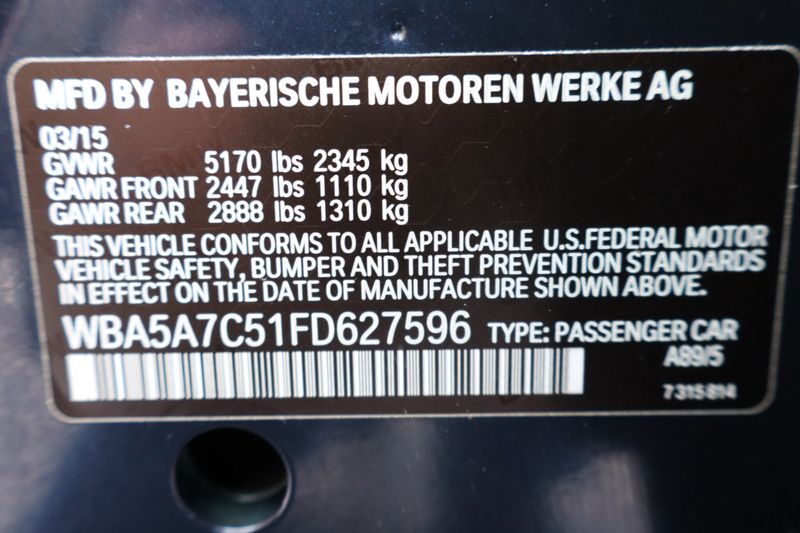 MFD BY BAYERISCHE MOTOREN WERKE AG
03/15
GVWR 5170 lbs 2345 kg
GAWR FRONT 2447 lbs 1110 kg
GAWR REAR 2888 lbs 1310 kg
THIS VEHICLE CONFORMS TO ALL APPLICABLE U.S.FEDERAL MOTOR
VEHICLE SAFETY, BUMPER AND THEFT PREVENTION STANDARDS
IN EFFECT ON THE DATE OF MANUFACTURE SHOWN ABOVE.
WBA5A7C51FD627596 TYPE: PASSENGER CAR
A89/5
7 315 814